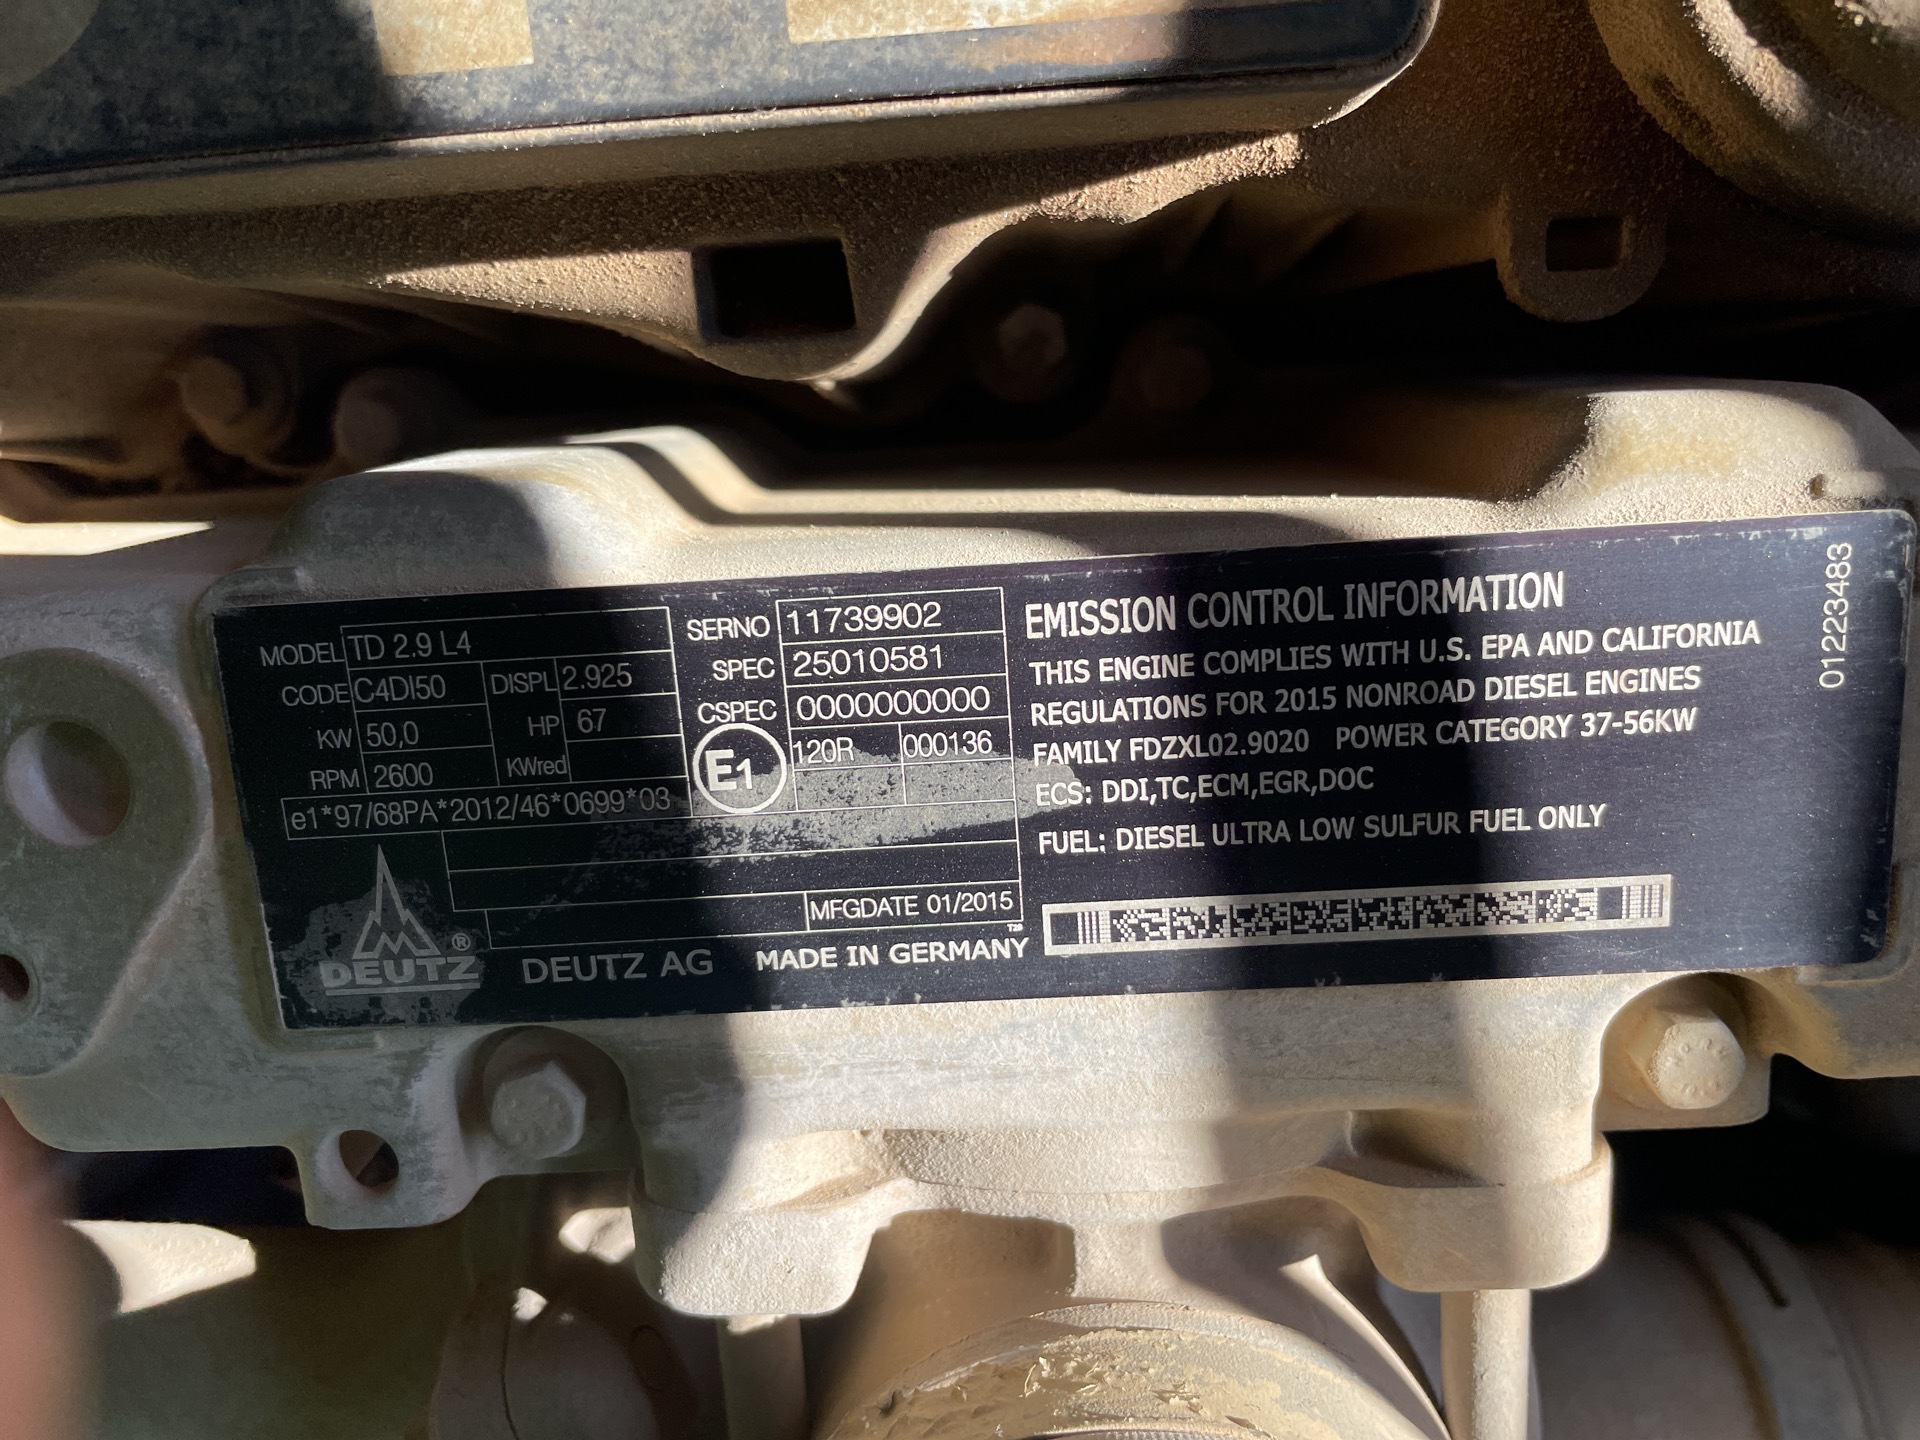 MODEL TD 2.9 L4
CODE C4DI50 DISPL 2.925
KW 50,0 HP 67
RPM 2600 KWred
e1*97/68PA*2012/46*0699*03
SERNO 11739902
SPEC 25010581
CSPEC 0000000000
E1 120R 000136
MFGDATE 01/2015
DEUTZ ® DEUTZ AG MADE IN GERMANY
EMISSION CONTROL INFORMATION
THIS ENGINE COMPLIES WITH U.S. EPA AND CALIFORNIA
REGULATIONS FOR 2015 NONROAD DIESEL ENGINES
FAMILY FDZXL02.9020 POWER CATEGORY 37-56KW
ECS: DDI,TC,ECM,EGR,DOC
FUEL: DIESEL ULTRA LOW SULFUR FUEL ONLY
01223483